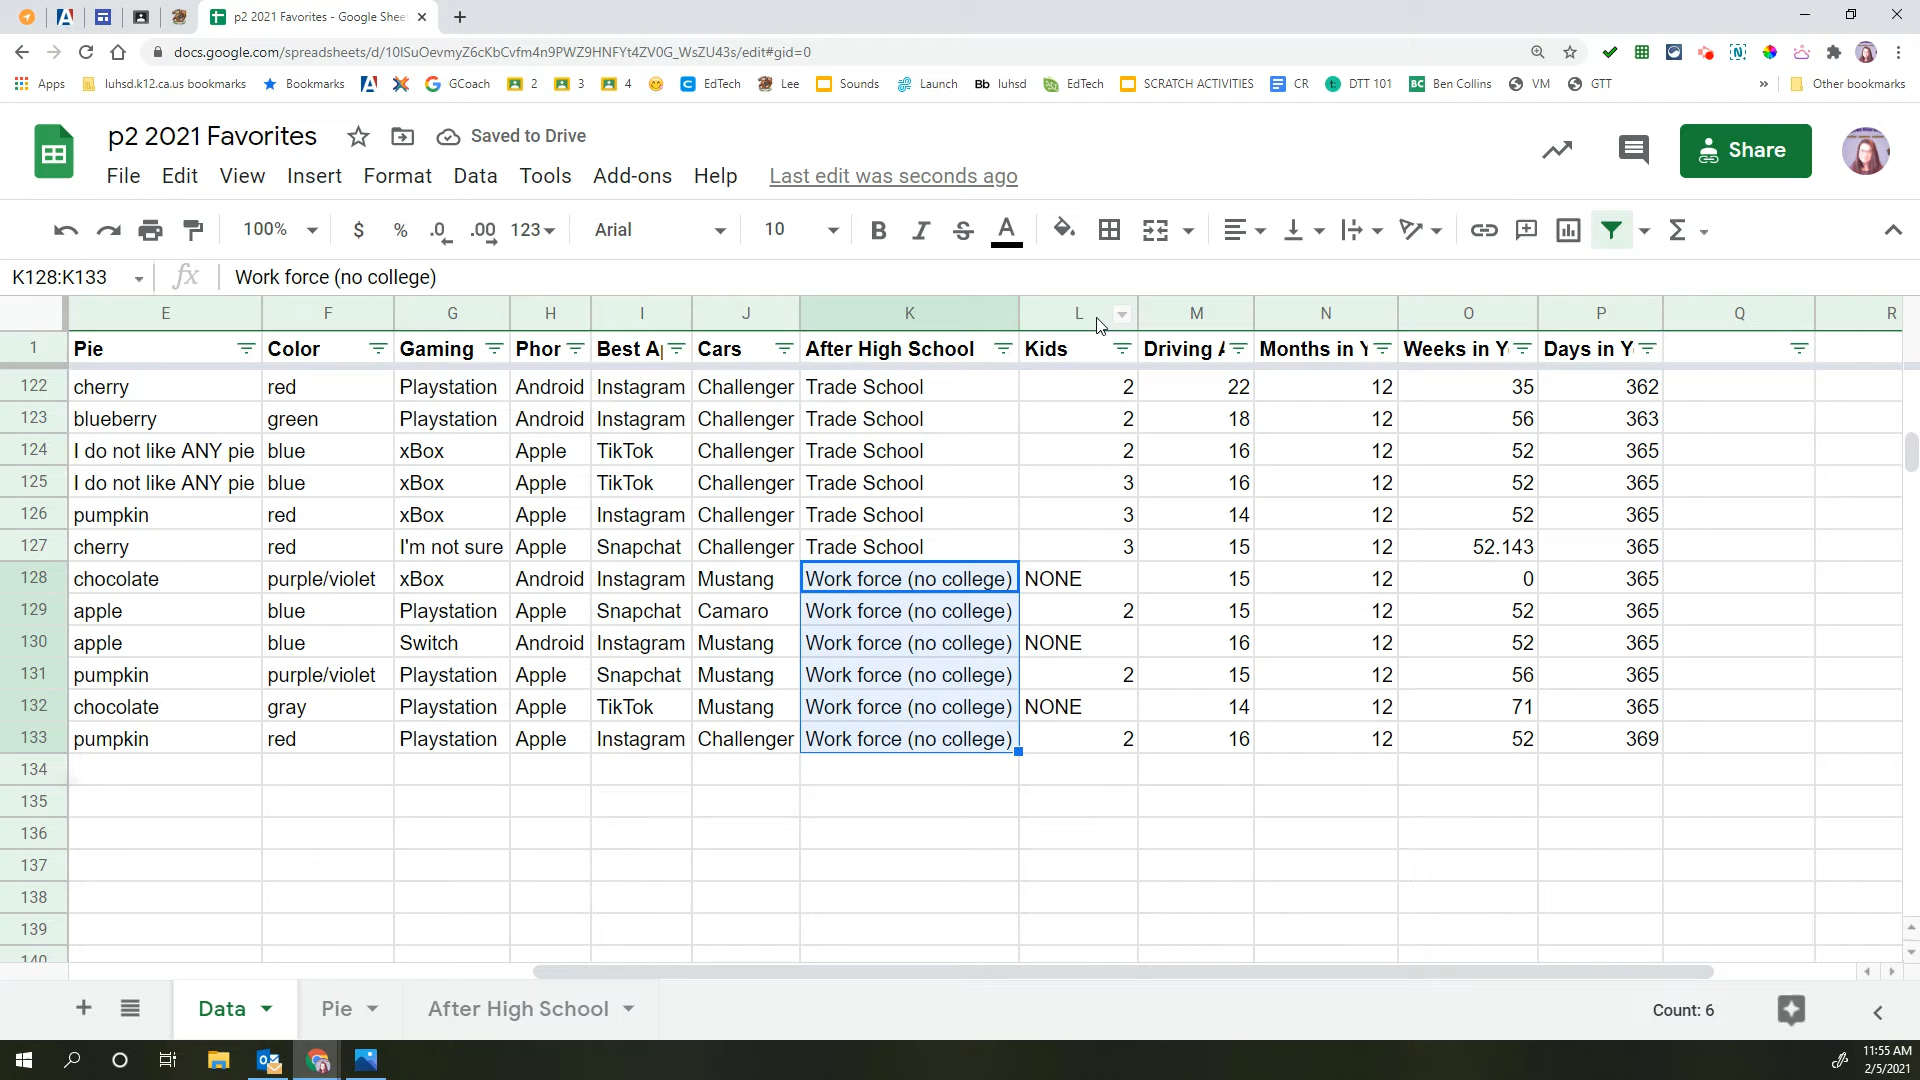 p2 2021 Favorites - Google Shee
docs.google.com/spreadsheets/d/10ISuOevmyZ6cKbCvfm4n9PWZ9HNFYt4ZV0G_WsZU43s/edit#gid=0
Apps luhsd.k12.ca.us bookmarks Bookmarks GCoach 2 3 4 EdTech Lee Sounds Launch Bb luhsd EdTech SCRATCH ACTIVITIES CR DTT 101 BC Ben Collins VM GTT » Other bookmarks
p2 2021 Favorites Saved to Drive
Share
File Edit View Insert Format Data Tools Add-ons Help Last edit was seconds ago
100% $ % .0 .00 123 Arial 10 B I S A Σ
K128:K133 fx Work force (no college)
E F G H I J K L M N O P Q R
1 Pie Color Gaming Phor Best A Cars After High School Kids Driving A Months in Y Weeks in Y Days in Y
122 cherry red Playstation Android Instagram Challenger Trade School 2 22 12 35 362
123 blueberry green Playstation Android Instagram Challenger Trade School 2 18 12 56 363
124 I do not like ANY pie blue xBox Apple TikTok Challenger Trade School 2 16 12 52 365
125 I do not like ANY pie blue xBox Apple TikTok Challenger Trade School 3 16 12 52 365
126 pumpkin red xBox Apple Instagram Challenger Trade School 3 14 12 52 365
127 cherry red I'm not sure Apple Snapchat Challenger Trade School 3 15 12 52.143 365
128 chocolate purple/violet xBox Android Instagram Mustang Work force (no college) NONE 15 12 0 365
129 apple blue Playstation Apple Snapchat Camaro Work force (no college) 2 15 12 52 365
130 apple blue Switch Android Instagram Mustang Work force (no college) NONE 16 12 52 365
131 pumpkin purple/violet Playstation Apple Snapchat Mustang Work force (no college) 2 15 12 56 365
132 chocolate gray Playstation Apple TikTok Mustang Work force (no college) NONE 14 12 71 365
133 pumpkin red Playstation Apple Instagram Challenger Work force (no college) 2 16 12 52 369
134
135
136
137
138
139
140
Data Pie After High School Count: 6
11:55 AM
2/5/2021